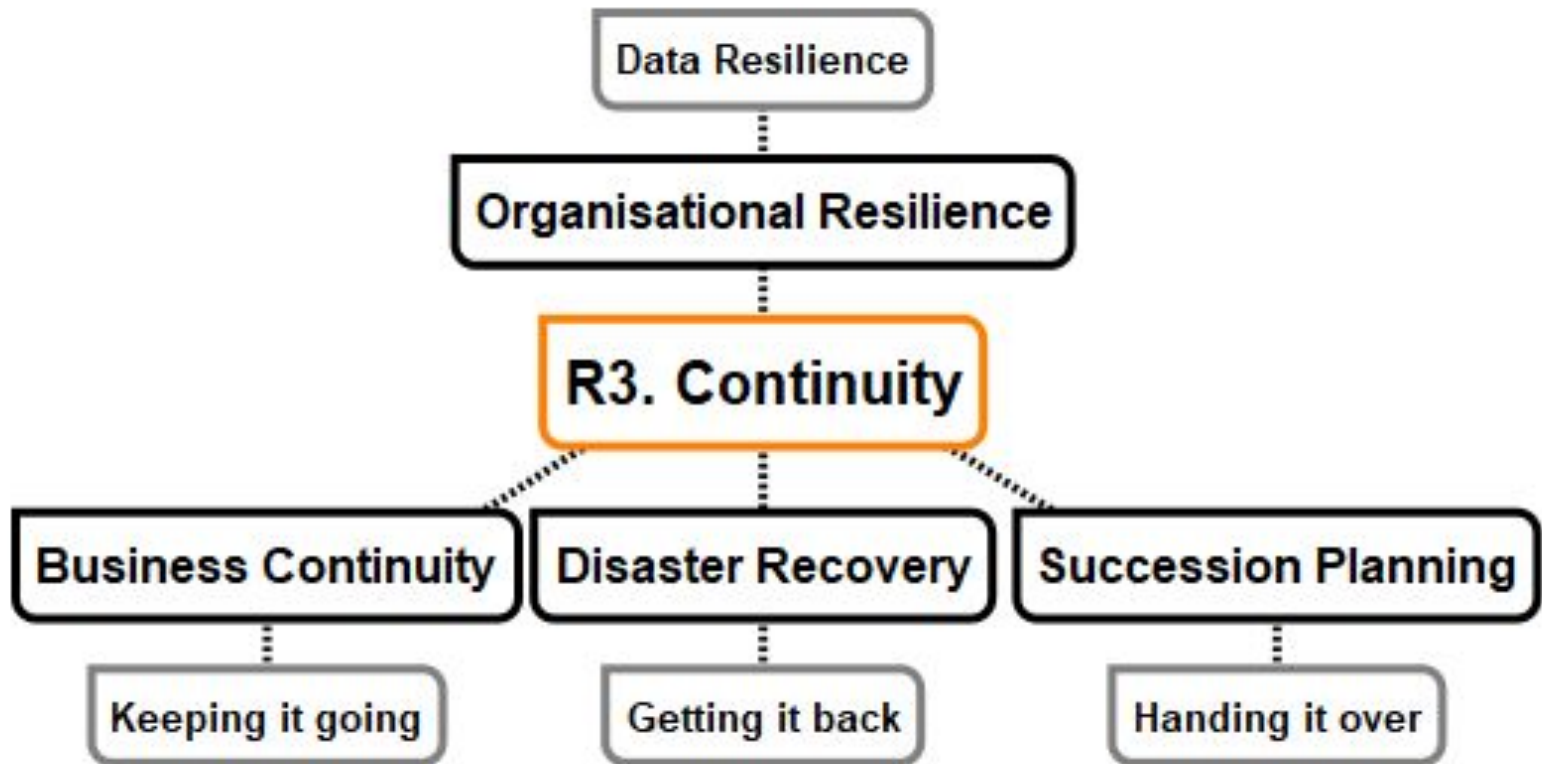 Data Resilience
Organisational Resilience
R3. Continuity
Business Continuity
Disaster Recovery
Succession Planning
Keeping it going
Getting it back
Handing it over